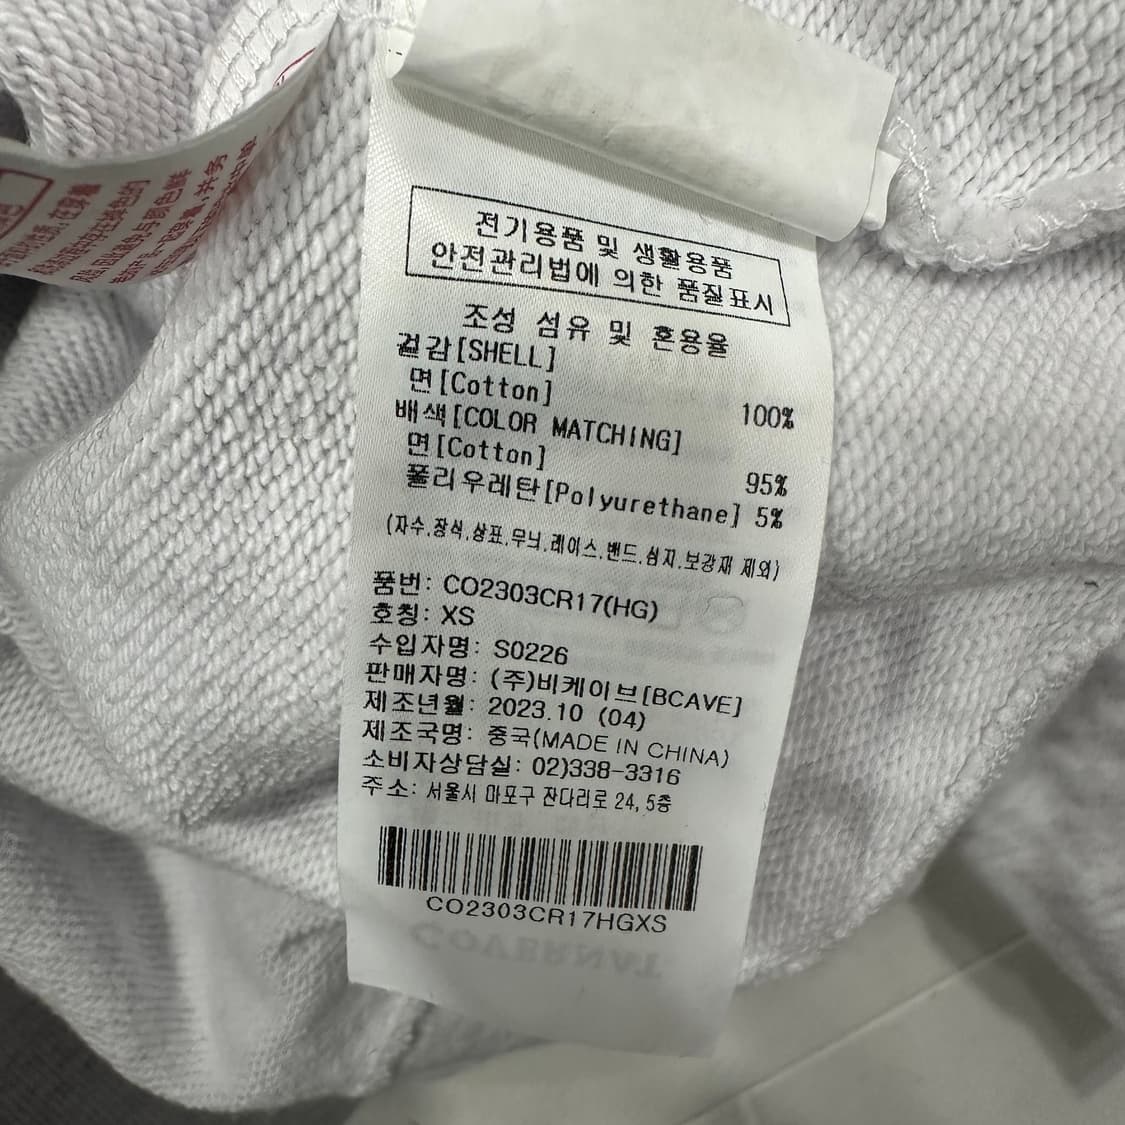 전기용품 및 생활용품
안전관리법에 의한 품질표시
조성 섬유 및 혼용율
겉감[SHELL]
면[Cotton] 100%
배색[COLOR MATCHING]
면[Cotton] 95%
폴리우레탄[Polyurethane] 5%
(자수.장식.상표.무늬.레이스.밴드.심지.보강재 제외)
품번: CO2303CR17(HG)
호칭: XS
수입자명: S0226
판매자명: (주)비케이브[BCAVE]
제조년월: 2023.10 (04)
제조국명: 중국(MADE IN CHINA)
소비자상담실: 02)338-3316
주소: 서울시 마포구 잔다리로 24, 5층
CO2303CR17HGXS
COVERNAT